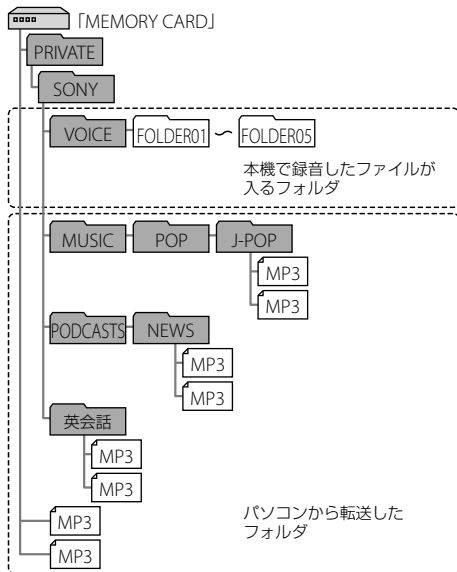 「MEMORY CARD」
PRIVATE
SONY
VOICE FOLDER01 ～ FOLDER05
本機で録音したファイルが
入るフォルダ
MUSIC POP J-POP
MP3
MP3
PODCASTS NEWS
MP3
MP3
英会話
MP3
MP3
パソコンから転送した
フォルダ
MP3
MP3